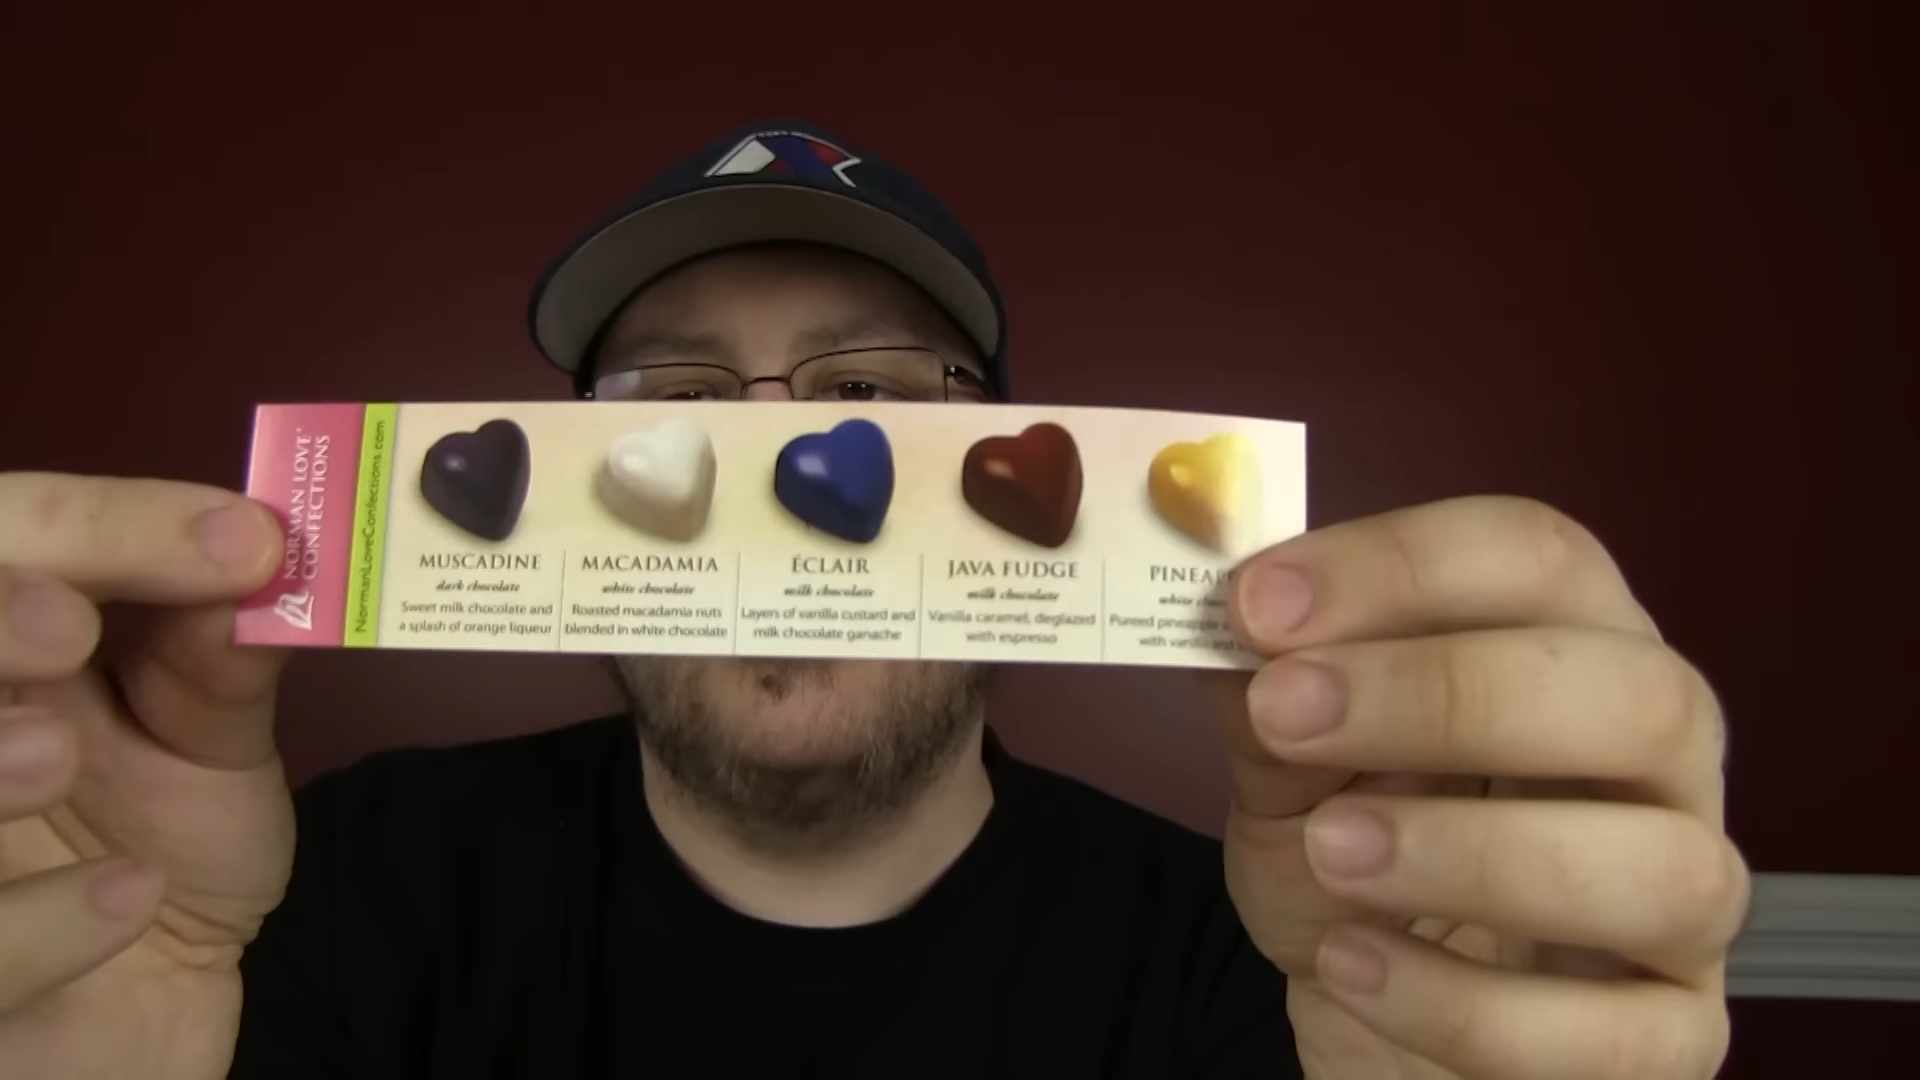 NORMAN LOVE
CONFECTIONS
NormanLoveConfections.com
MUSCADINE
dark chocolate
Sweet milk chocolate and
a splash of orange liqueur
MACADAMIA
white chocolate
Roasted macadamia nuts
blended in white chocolate
ÉCLAIR
milk chocolate
Layers of vanilla custard and
milk chocolate ganache
JAVA FUDGE
milk chocolate
Vanilla caramel, deglazed
with espresso
white
Pureed pineapple
with vanilla and